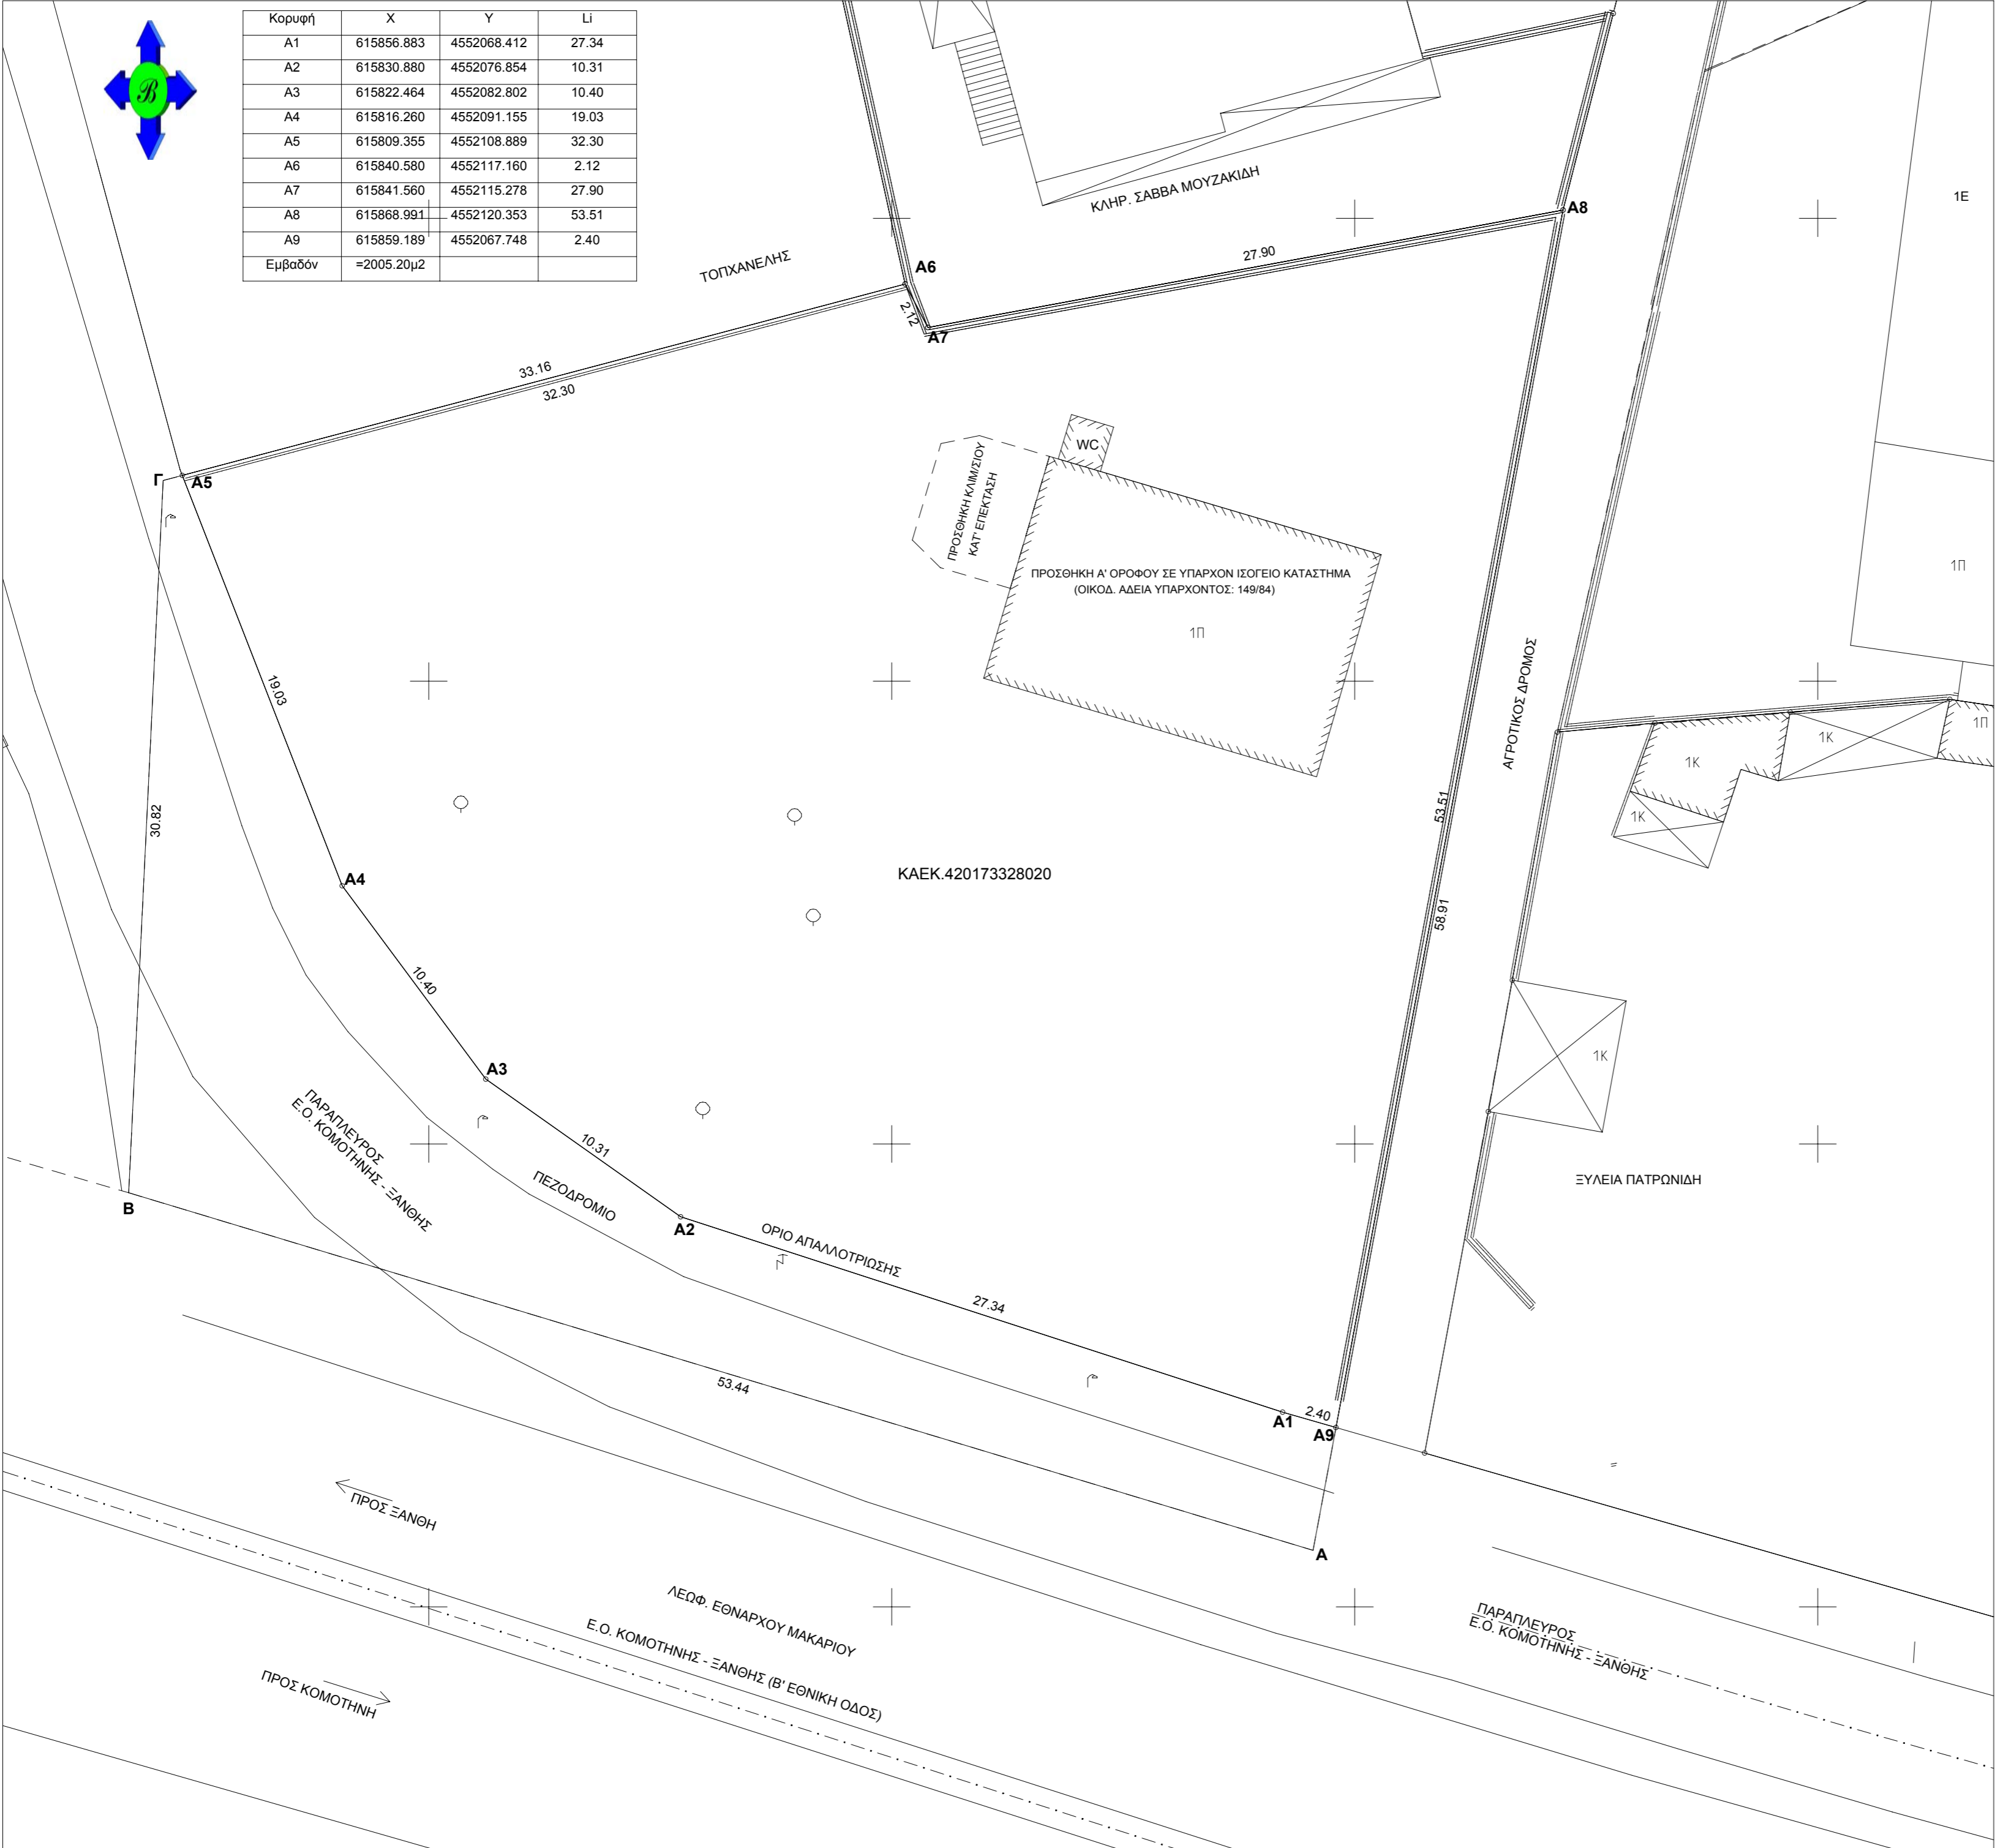 B
Κορυφή X Y Li
A1 615856.883 4552068.412 27.34
A2 615830.880 4552076.854 10.31
A3 615822.464 4552082.802 10.40
A4 615816.260 4552091.155 19.03
A5 615809.355 4552108.889 32.30
A6 615840.580 4552117.160 2.12
A7 615841.560 4552115.278 27.90
A8 615868.991 4552120.353 53.51
A9 615859.189 4552067.748 2.40
Εμβαδόν =2005.20μ2
ΚΛΗΡ. ΣΑΒΒΑ ΜΟΥΖΑΚΙΔΗ
A8
1Ε
ΤΟΠΧΑΝΕΛΗΣ
A6
27.90
2.12
A7
33.16
32.30
Γ
A5
WC
ΠΡΟΣΘΗΚΗ ΚΛΙΜ/ΣΙΟΥ
ΚΑΤ' ΕΠΕΚΤΑΣΗ
ΠΡΟΣΘΗΚΗ Α' ΟΡΟΦΟΥ ΣΕ ΥΠΑΡΧΟΝ ΙΣΟΓΕΙΟ ΚΑΤΑΣΤΗΜΑ
(ΟΙΚΟΔ. ΑΔΕΙΑ ΥΠΑΡΧΟΝΤΟΣ: 149/84)
1Π
1Π
19.03
ΑΓΡΟΤΙΚΟΣ ΔΡΟΜΟΣ
1Π
1Κ
1Κ
1Κ
30.82
53.51
58.91
A4
ΚΑΕΚ.420173328020
10.40
A3
1Κ
10.31
ΠΑΡΑΠΛΕΥΡΟΣ
Ε.Ο. ΚΟΜΟΤΗΝΗΣ - ΞΑΝΘΗΣ
ΠΕΖΟΔΡΟΜΙΟ
ΞΥΛΕΙΑ ΠΑΤΡΩΝΙΔΗ
B
A2
ΟΡΙΟ ΑΠΑΛΛΟΤΡΙΩΣΗΣ
27.34
53.44
2.40
A1
A9
ΠΡΟΣ ΞΑΝΘΗ
A
ΛΕΩΦ. ΕΘΝΑΡΧΟΥ ΜΑΚΑΡΙΟΥ
Ε.Ο. ΚΟΜΟΤΗΝΗΣ - ΞΑΝΘΗΣ (Β' ΕΘΝΙΚΗ ΟΔΟΣ)
ΠΑΡΑΠΛΕΥΡΟΣ
Ε.Ο. ΚΟΜΟΤΗΝΗΣ - ΞΑΝΘΗΣ
ΠΡΟΣ ΚΟΜΟΤΗΝΗ